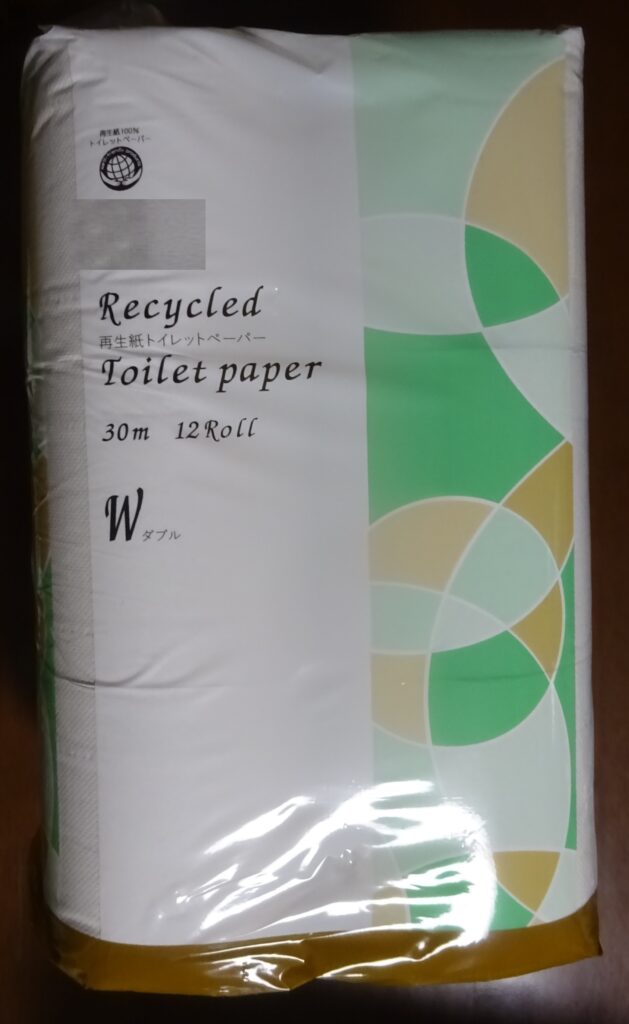 再生紙100%
トイレットペーパー
Recycled
再生紙トイレットペーパー
Toilet paper
30m 12Roll
W ダブル